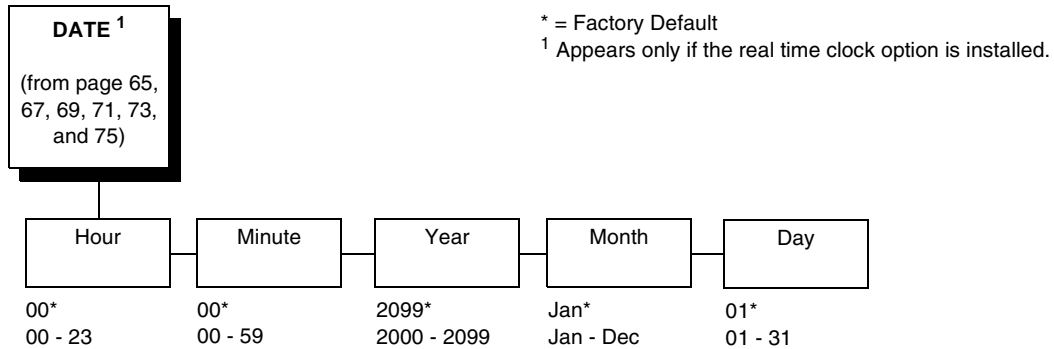 DATE 1
(from page 65,
67, 69, 71, 73,
and 75)
* = Factory Default
1 Appears only if the real time clock option is installed.
Hour
Minute
Year
Month
Day
00*
00 - 23
00*
00 - 59
2099*
2000 - 2099
Jan*
Jan - Dec
01*
01 - 31